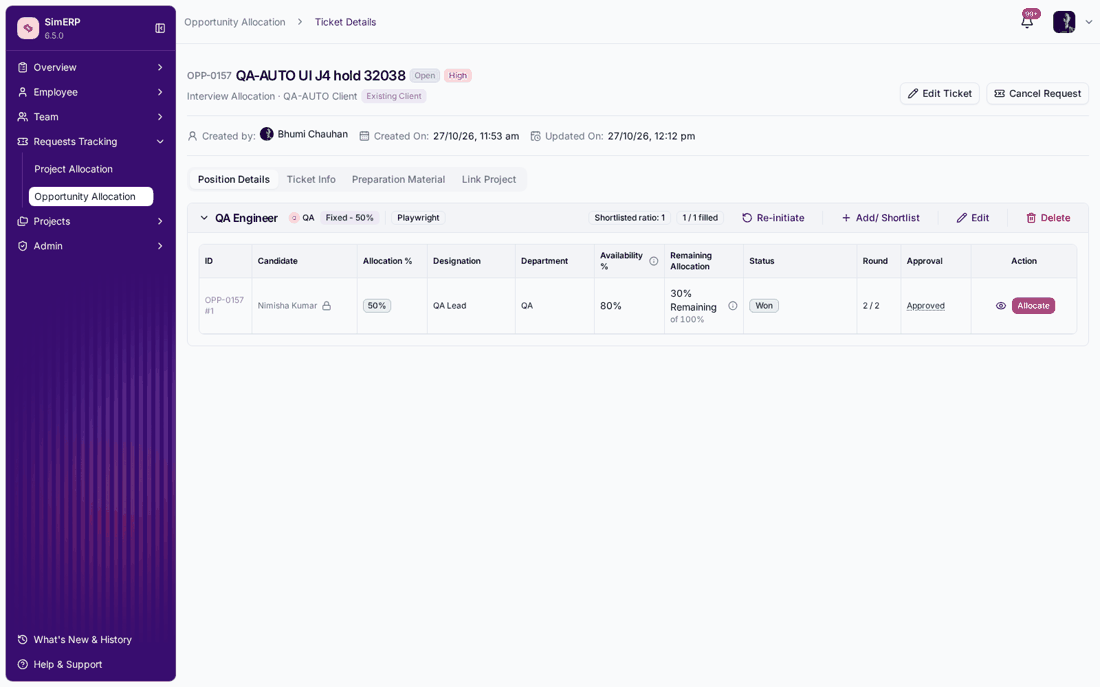 SimERP
6.5.0
Overview
Employee
Team
Requests Tracking
Project Allocation
Opportunity Allocation
Projects
Admin
What's New & History
Help & Support
Opportunity Allocation > Ticket Details
99+
OPP-0157 QA-AUTO UI J4 hold 32038 Open High
Interview Allocation · QA-AUTO Client Existing Client
Edit Ticket Cancel Request
Created by: Bhumi Chauhan Created On: 27/10/26, 11:53 am Updated On: 27/10/26, 12:12 pm
Position Details Ticket Info Preparation Material Link Project
QA Engineer Q QA Fixed - 50% Playwright Shortlisted ratio: 1 1 / 1 filled Re-initiate Add/ Shortlist Edit Delete
ID Candidate Allocation % Designation Department Availability % Remaining Allocation Status Round Approval Action
OPP-0157 #1 Nimisha Kumar 50% QA Lead QA 80% 30% Remaining of 100% Won 2 / 2 Approved Allocate